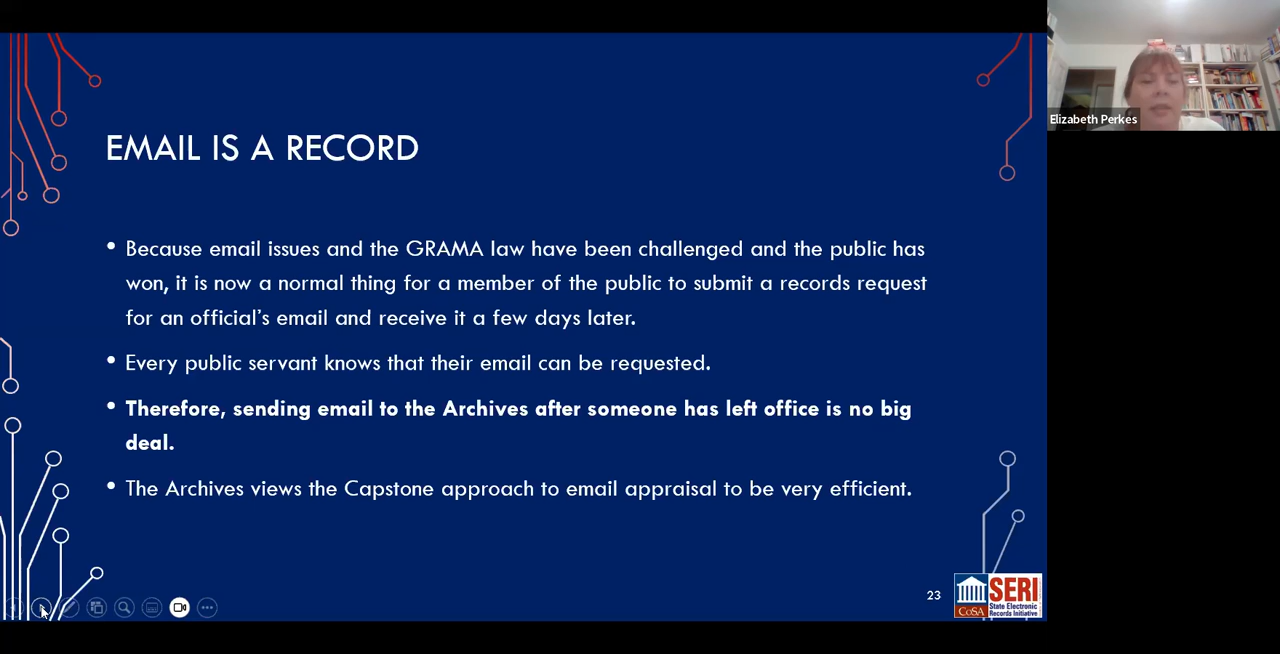 EMAIL IS A RECORD
• Because email issues and the GRAMA law have been challenged and the public has
won, it is now a normal thing for a member of the public to submit a records request
for an official's email and receive it a few days later.
• Every public servant knows that their email can be requested.
• Therefore, sending email to the Archives after someone has left office is no big
deal.
• The Archives views the Capstone approach to email appraisal to be very efficient.
23
CoSA
SERI
State Electronic
Records Initiative
Elizabeth Perkes